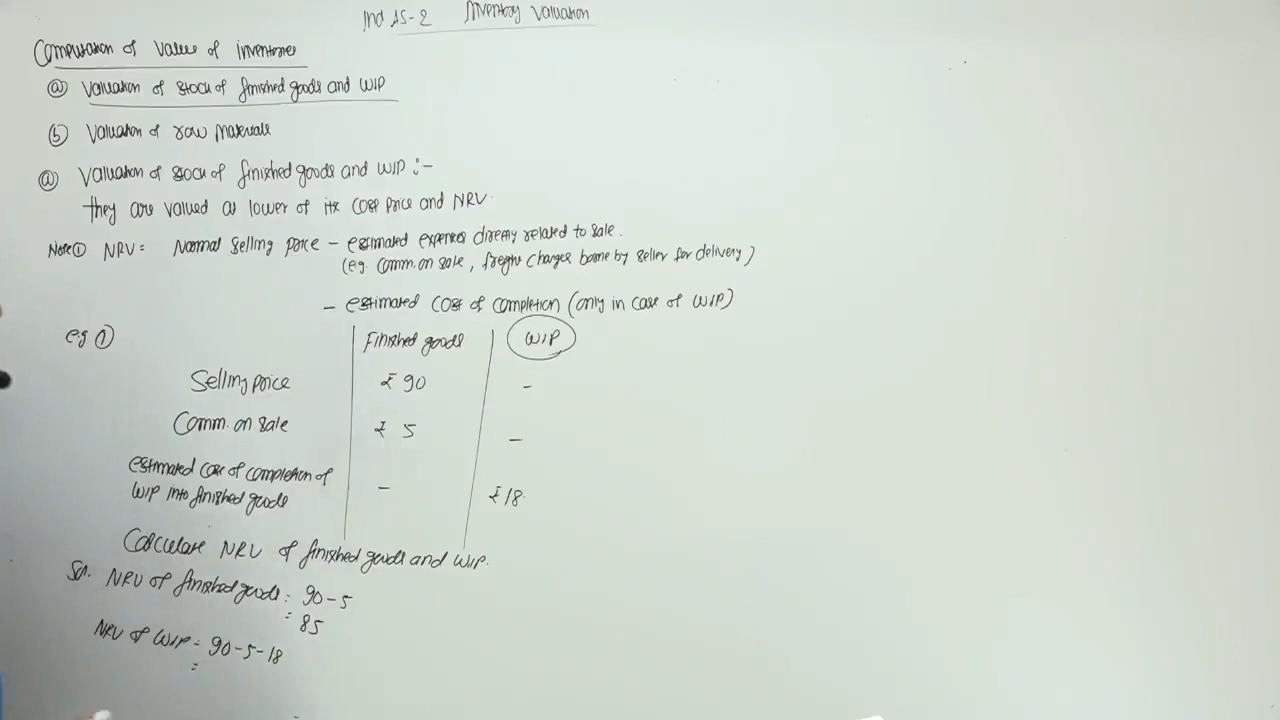 Ind AS-2 Inventory Valuation
Computation of value of inventories
(a) Valuation of stock of finished goods and WIP
(b) Valuation of raw materials
(a) Valuation of stock of finished goods and WIP :-
they are valued at lower of its cost price and NRV.
Note (1) NRV = Normal selling price - estimated expenses directly related to sale.
(eg. Comm. on sale, freight charges borne by seller for delivery)
- estimated cost of completion (only in case of WIP)
eg (1) Finished goods WIP
Selling price ₹ 90 -
Comm. on sale ₹ 5 -
estimated cost of completion of
WIP into finished goods - ₹ 18.
Calculate NRV of finished goods and WIP.
Sol. NRV of finished goods = 90-5
= 85
NRV of WIP = 90-5-18
=